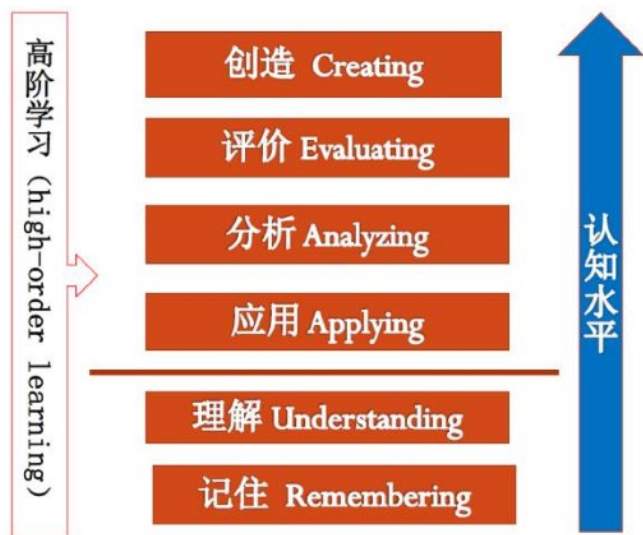 高阶学习（high-order learning）
创造 Creating
评价 Evaluating
分析 Analyzing
应用 Applying
理解 Understanding
记住 Remembering
认知水平